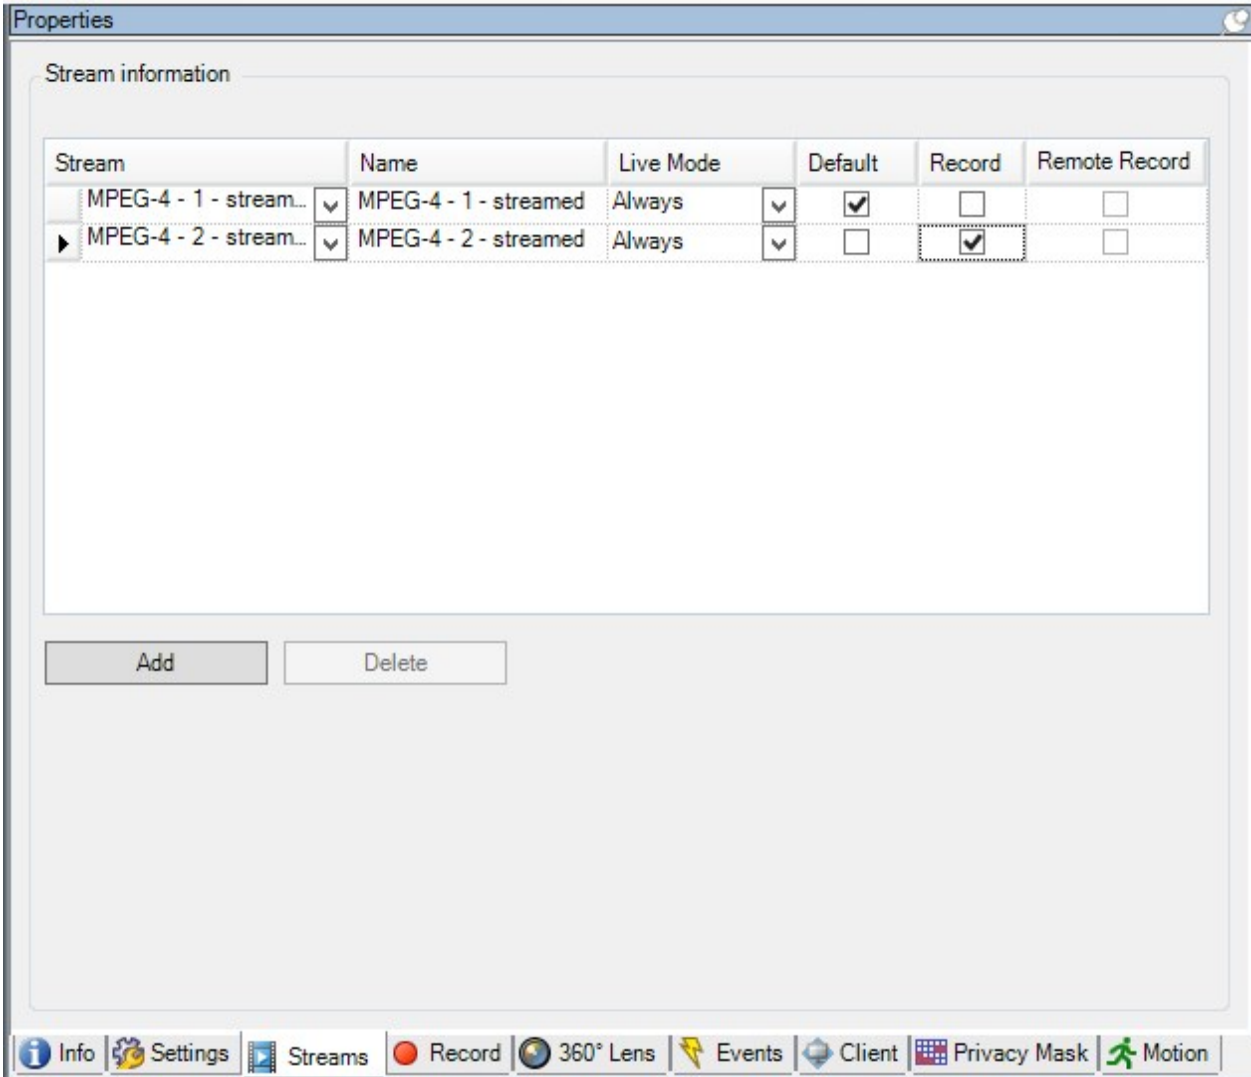 Properties
Stream information
Stream Name Live Mode Default Record Remote Record
MPEG-4 - 1 - stream... MPEG-4 - 1 - streamed Always
MPEG-4 - 2 - stream... MPEG-4 - 2 - streamed Always
Add Delete
Info Settings Streams Record 360° Lens Events Client Privacy Mask Motion